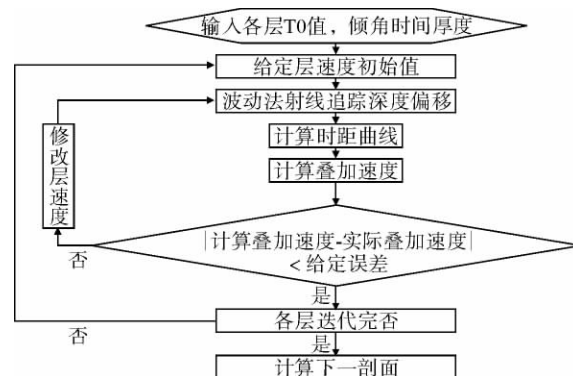 输入各层T0值，倾角时间厚度
给定层速度初始值
波动法射线追踪深度偏移
计算时距曲线
计算叠加速度
修改层速度
|计算叠加速度-实际叠加速度|
<给定误差
否
是
各层迭代完否
否
是
计算下一剖面